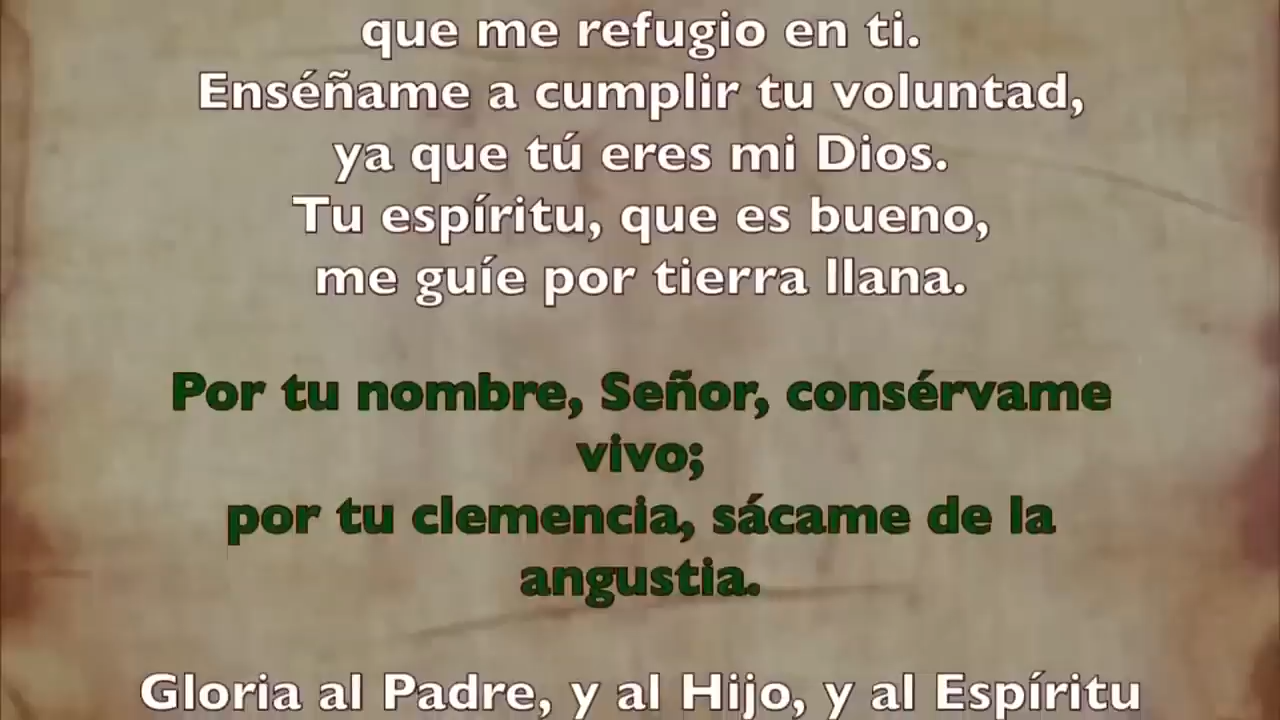 que me refugio en ti.
Enséñame a cumplir tu voluntad,
ya que tú eres mi Dios.
Tu espíritu, que es bueno,
me guíe por tierra llana.
Por tu nombre, Señor, consérvame
vivo;
por tu clemencia, sácame de la
angustia.
Gloria al Padre, y al Hijo, y al Espíritu